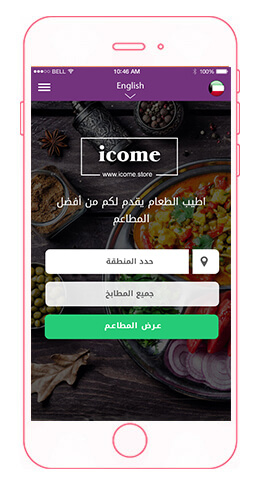 BELL
10:46 AM
100%
English
icome
www.icome.store
اطيب الطعام يقدم لكم من أفضل
المطاعم
حدد المنطقة
جميع المطابخ
عرض المطاعم